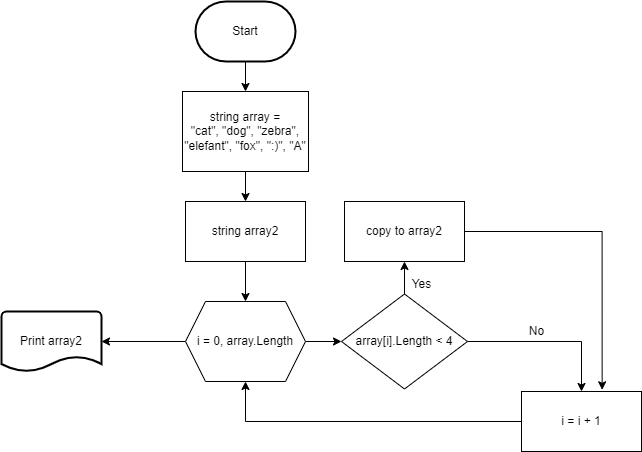 Start
string array =
"cat", "dog", "zebra",
"elefant", "fox", ":)", "A"
string array2
copy to array2
Yes
Print array2
i = 0, array.Length
array[i].Length < 4
No
i = i + 1